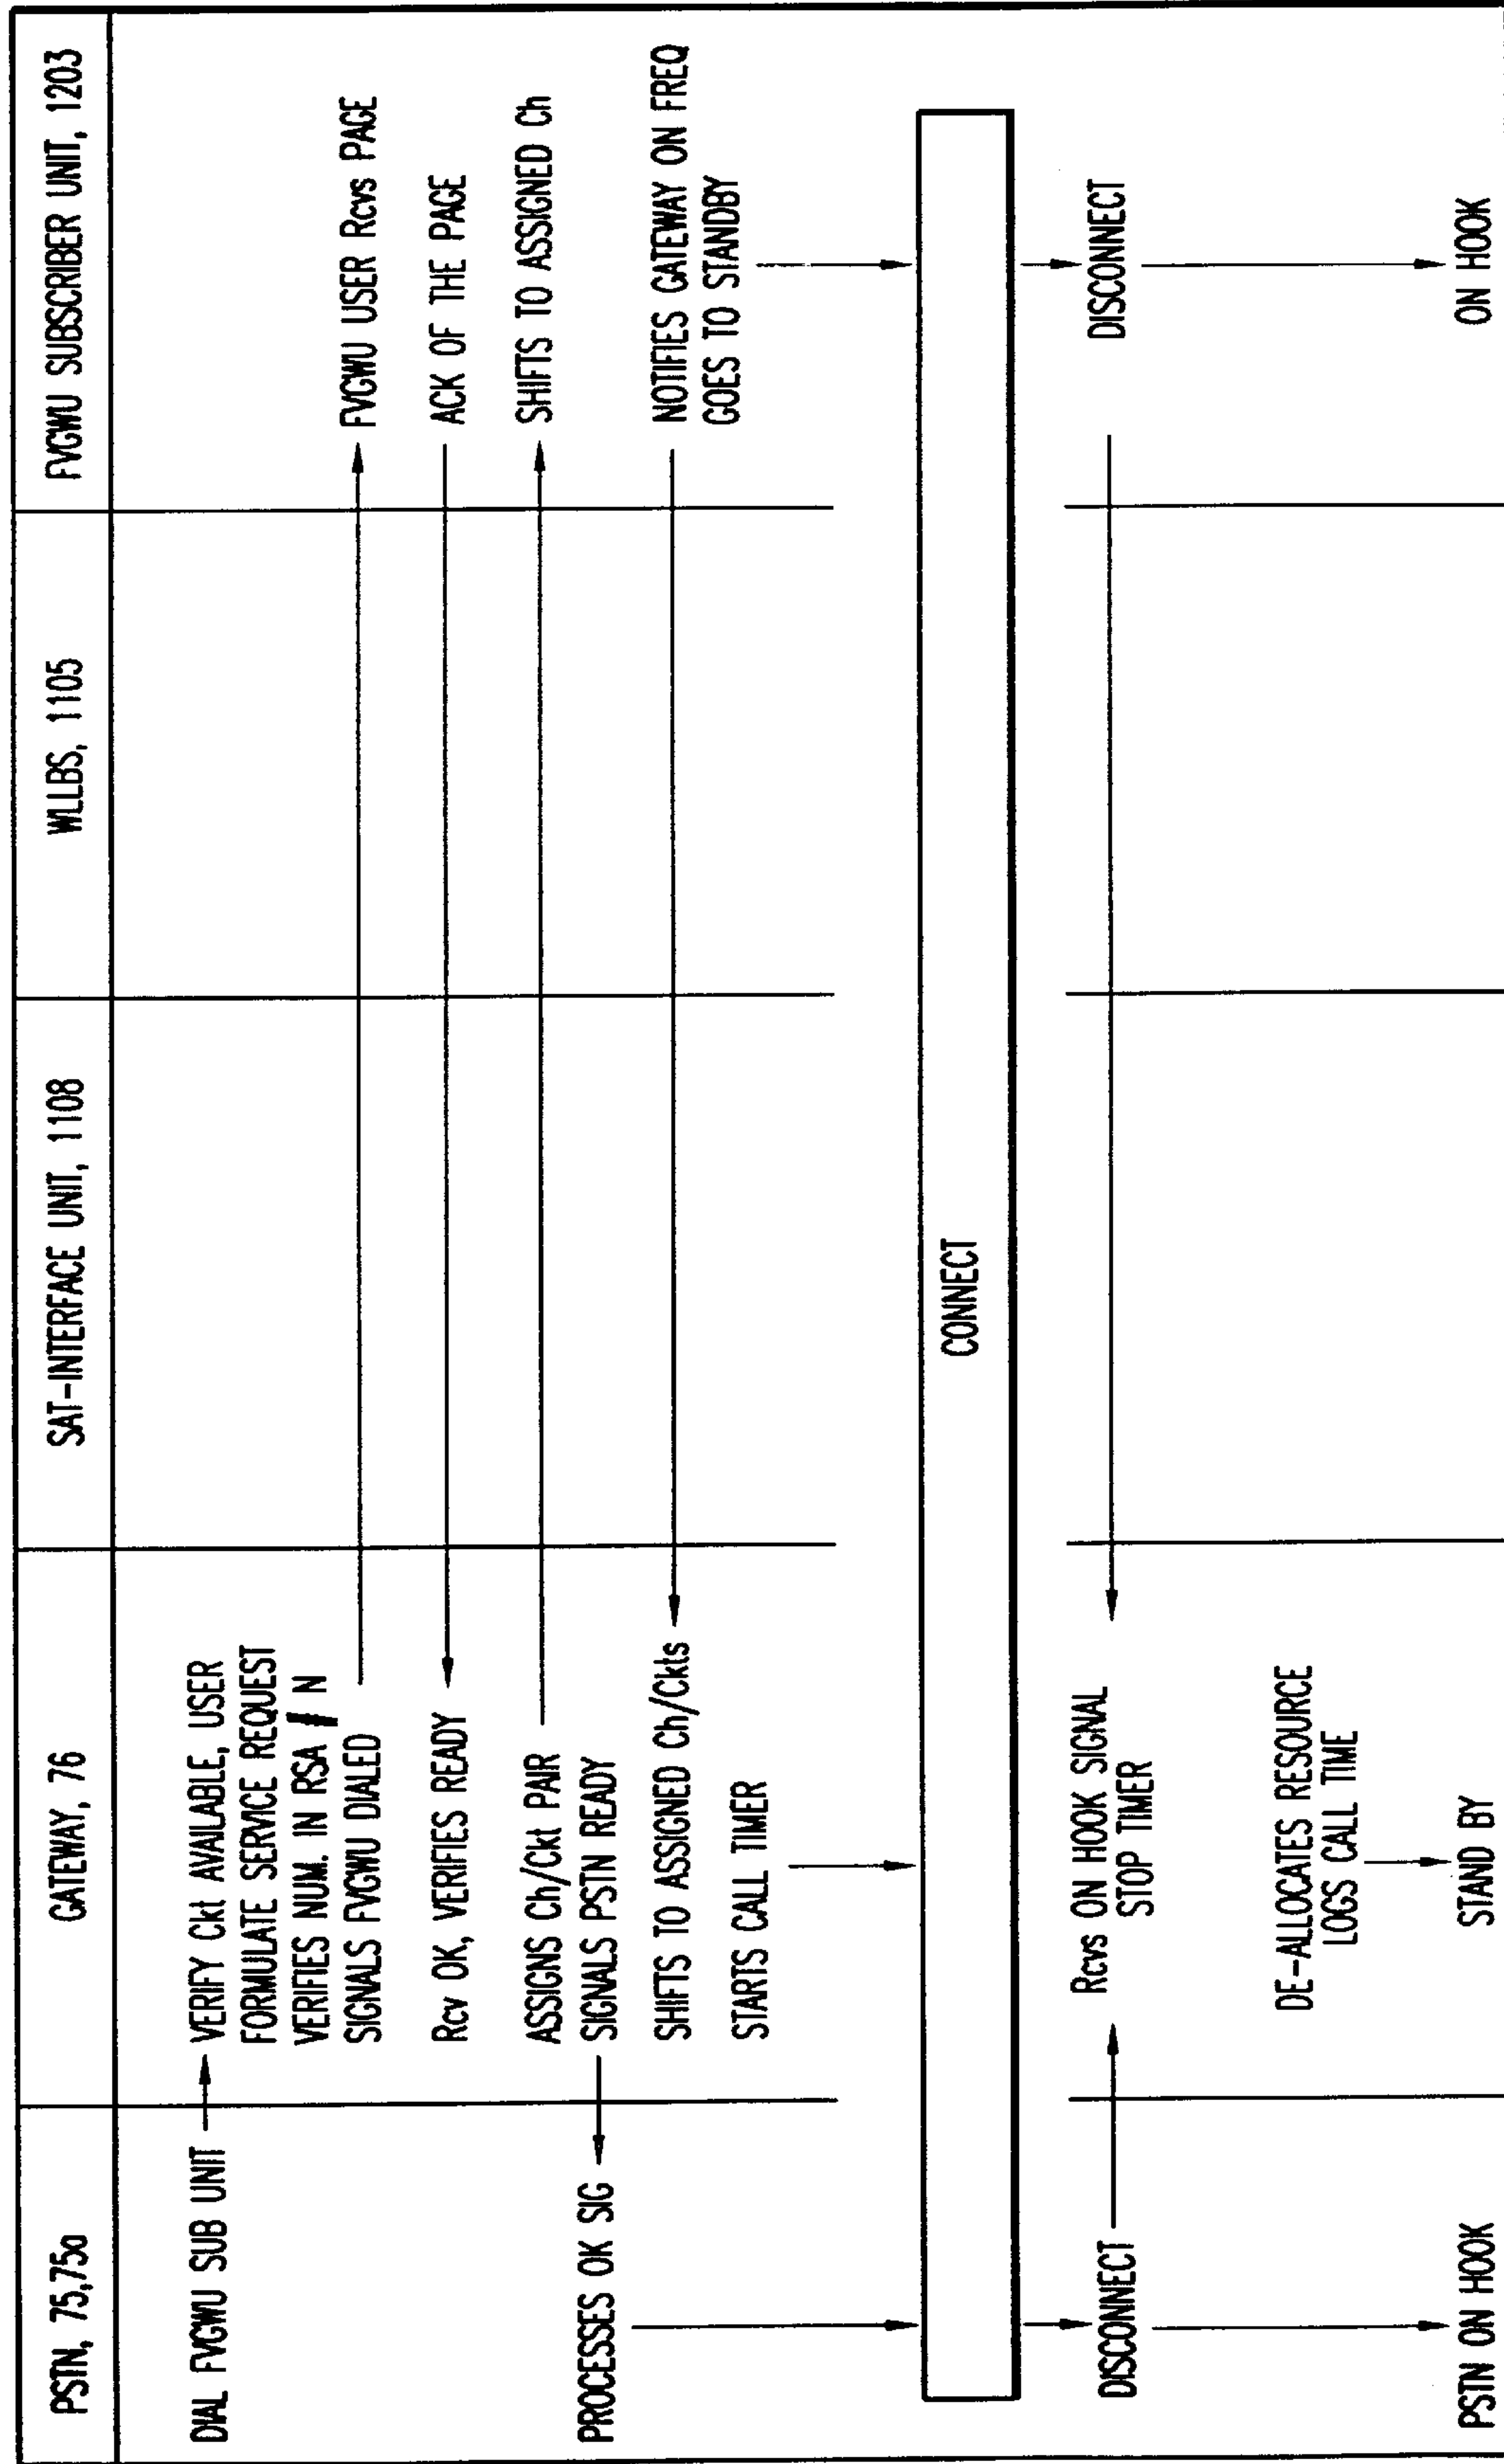 PSTN, 75,75a
GATEWAY, 76
SAT-INTERFACE UNIT, 1108
WLLBS, 1105
FVGWU SUBSCRIBER UNIT, 1203
DIAL FVGWU SUB UNIT
VERIFY Ckt AVAILABLE, USER
FORMULATE SERVICE REQUEST
VERIFIES NUM. IN RSA # N
SIGNALS FVGWU DIALED
FVGWU USER Rcvs PAGE
Rcv OK, VERIFIES READY
ACK OF THE PAGE
ASSIGNS Ch/Ckt PAIR
SHIFTS TO ASSIGNED Ch
PROCESSES OK SIG
SIGNALS PSTN READY
SHIFTS TO ASSIGNED Ch/Ckts
NOTIFIES GATEWAY ON FREQ
GOES TO STANDBY
STARTS CALL TIMER
CONNECT
DISCONNECT
Rcvs ON HOOK SIGNAL
STOP TIMER
DISCONNECT
DE-ALLOCATES RESOURCE
LOGS CALL TIME
PSTN ON HOOK
STAND BY
ON HOOK